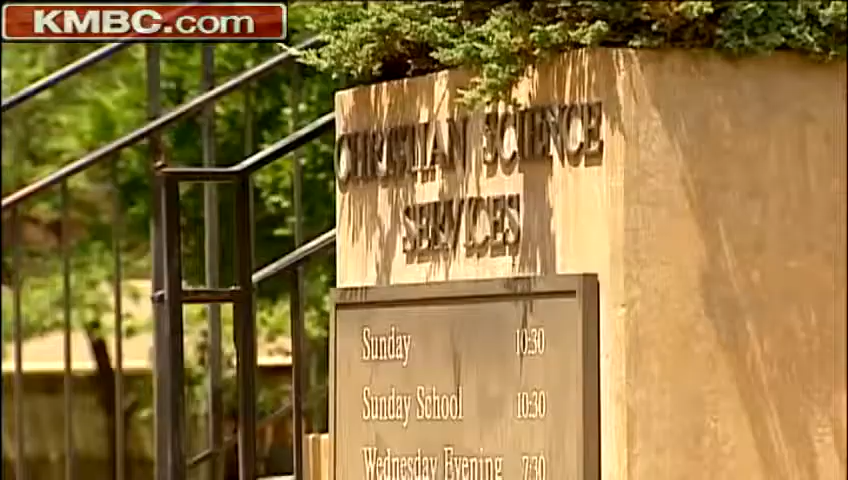 KMBC.com
CHRISTIAN SCIENCE
SERVICES
Sunday 10:30
Sunday School 10:30
Wednesday Evening 7:30